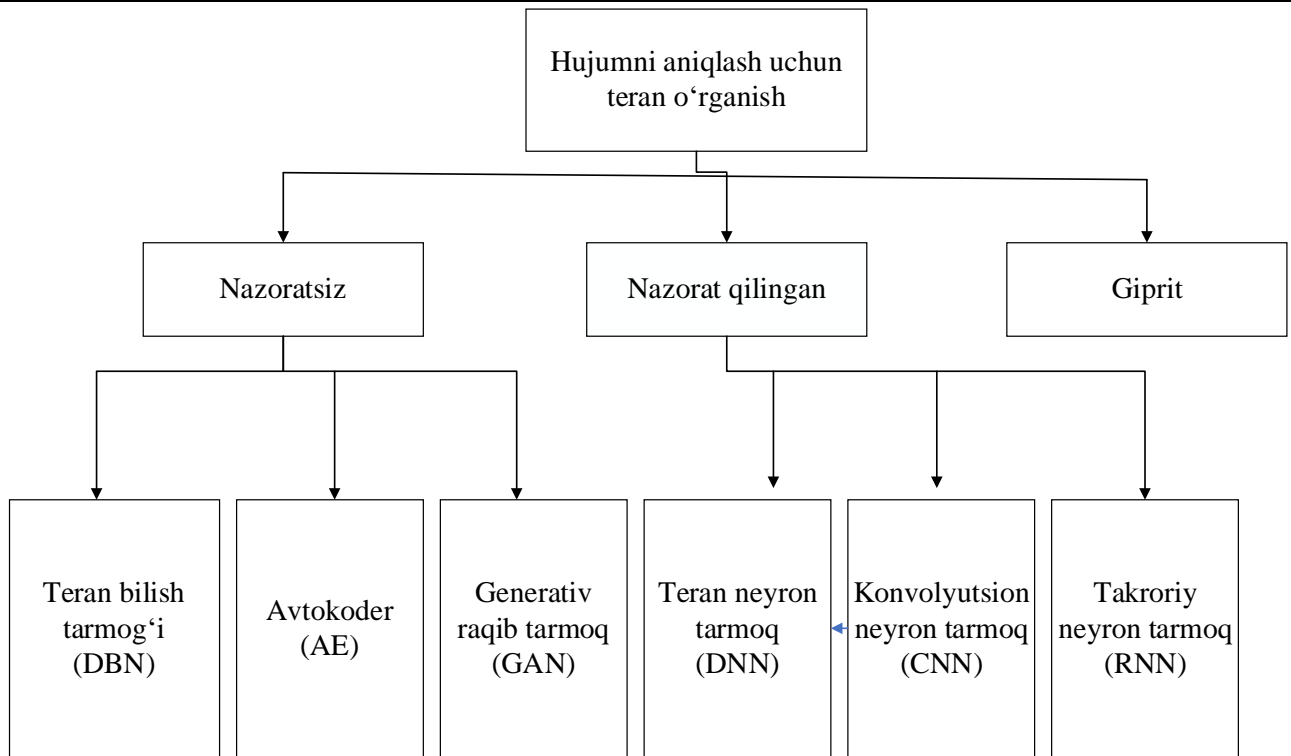 Hujumni aniqlash uchun
teran o‘rganish
Nazoratsiz
Nazorat qilingan
Giprit
Teran bilish
tarmog‘i
(DBN)
Avtokoder
(AE)
Generativ
raqib tarmoq
(GAN)
Teran neyron
tarmoq
(DNN)
Konvolyutsion
neyron tarmoq
(CNN)
Takroriy
neyron tarmoq
(RNN)